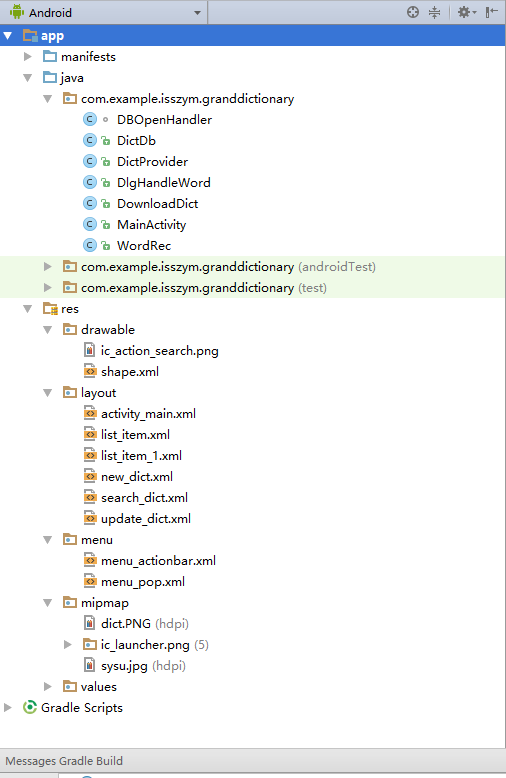 Android
app
manifests
java
com.example.isszym.granddictionary
DBOpenHandler
DictDb
DictProvider
DlgHandleWord
DownloadDict
MainActivity
WordRec
com.example.isszym.granddictionary (androidTest)
com.example.isszym.granddictionary (test)
res
drawable
ic_action_search.png
shape.xml
layout
activity_main.xml
list_item.xml
list_item_1.xml
new_dict.xml
search_dict.xml
update_dict.xml
menu
menu_actionbar.xml
menu_pop.xml
mipmap
dict.PNG (hdpi)
ic_launcher.png (5)
sysu.jpg (hdpi)
values
Gradle Scripts
Messages Gradle Build